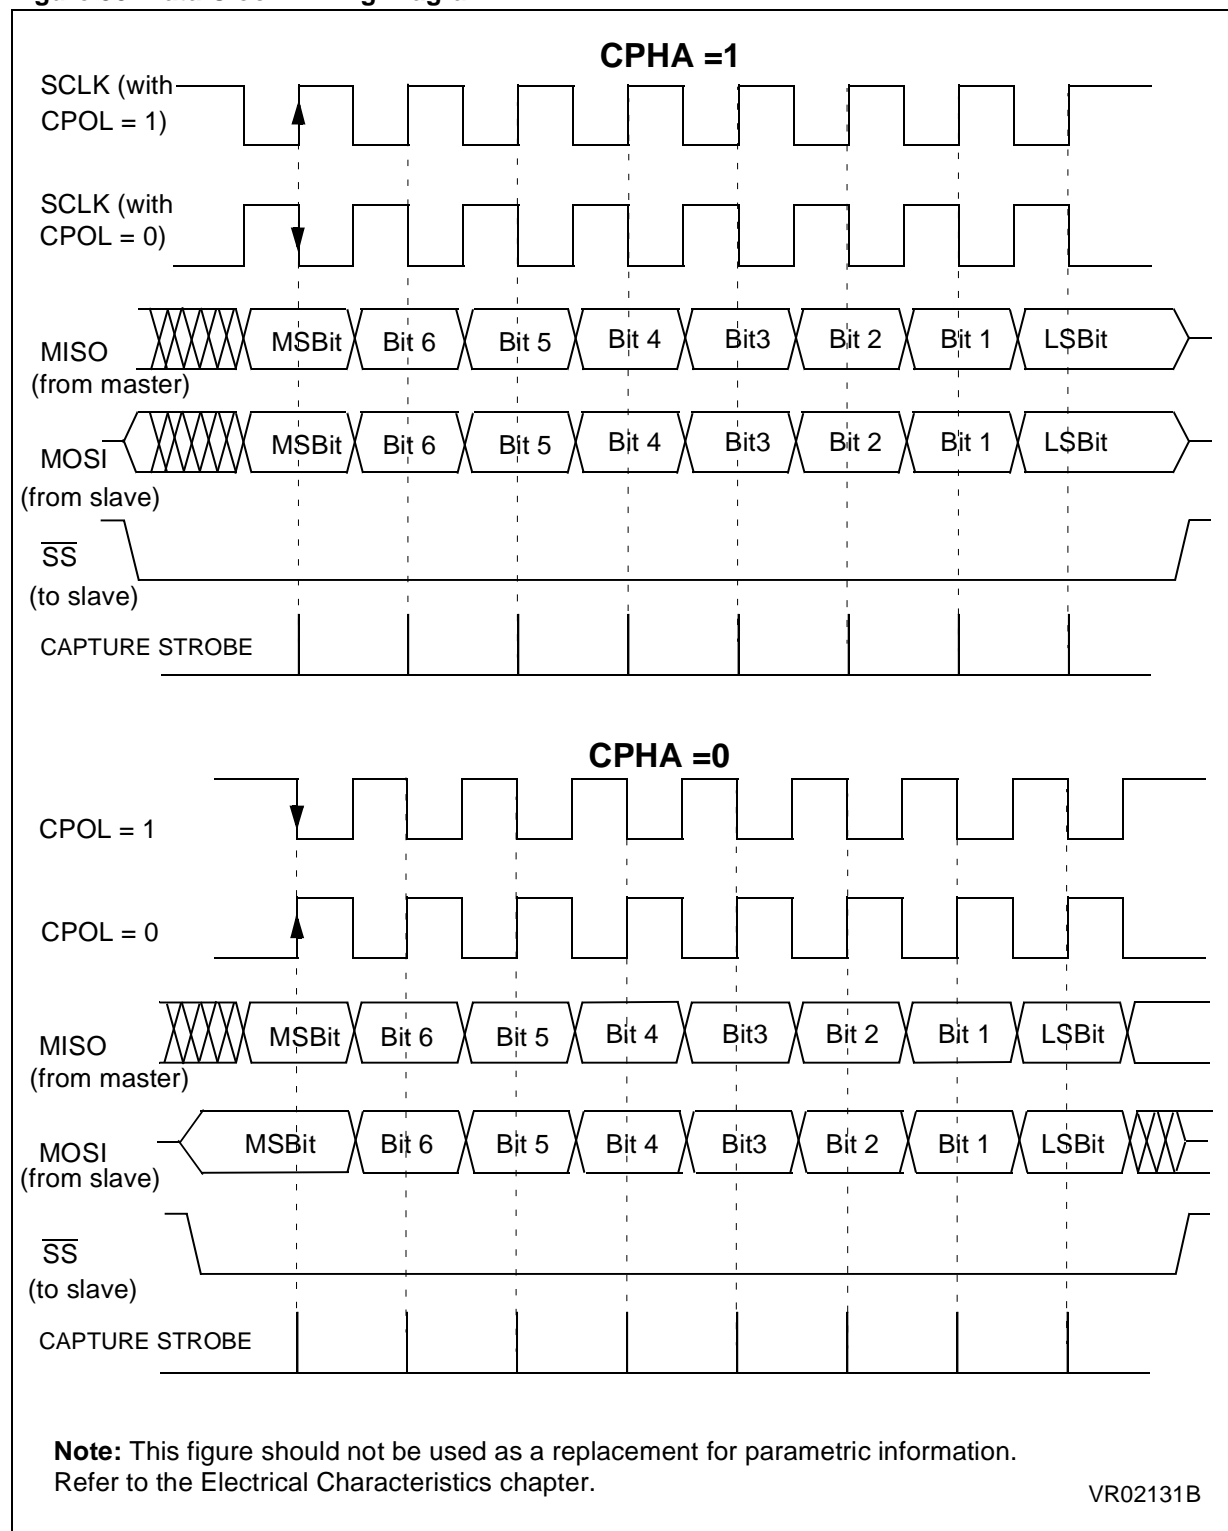 CPHA =1
SCLK (with
CPOL = 1)
SCLK (with
CPOL = 0)
MISO
(from master)
MSBit Bit 6 Bit 5 Bit 4 Bit3 Bit 2 Bit 1 LSBit
MOSI
(from slave)
MSBit Bit 6 Bit 5 Bit 4 Bit3 Bit 2 Bit 1 LSBit
SS
(to slave)
CAPTURE STROBE
CPHA =0
CPOL = 1
CPOL = 0
MISO
(from master)
MSBit Bit 6 Bit 5 Bit 4 Bit3 Bit 2 Bit 1 LSBit
MOSI
(from slave)
MSBit Bit 6 Bit 5 Bit 4 Bit3 Bit 2 Bit 1 LSBit
SS
(to slave)
CAPTURE STROBE
Note: This figure should not be used as a replacement for parametric information.
Refer to the Electrical Characteristics chapter.
VR02131B